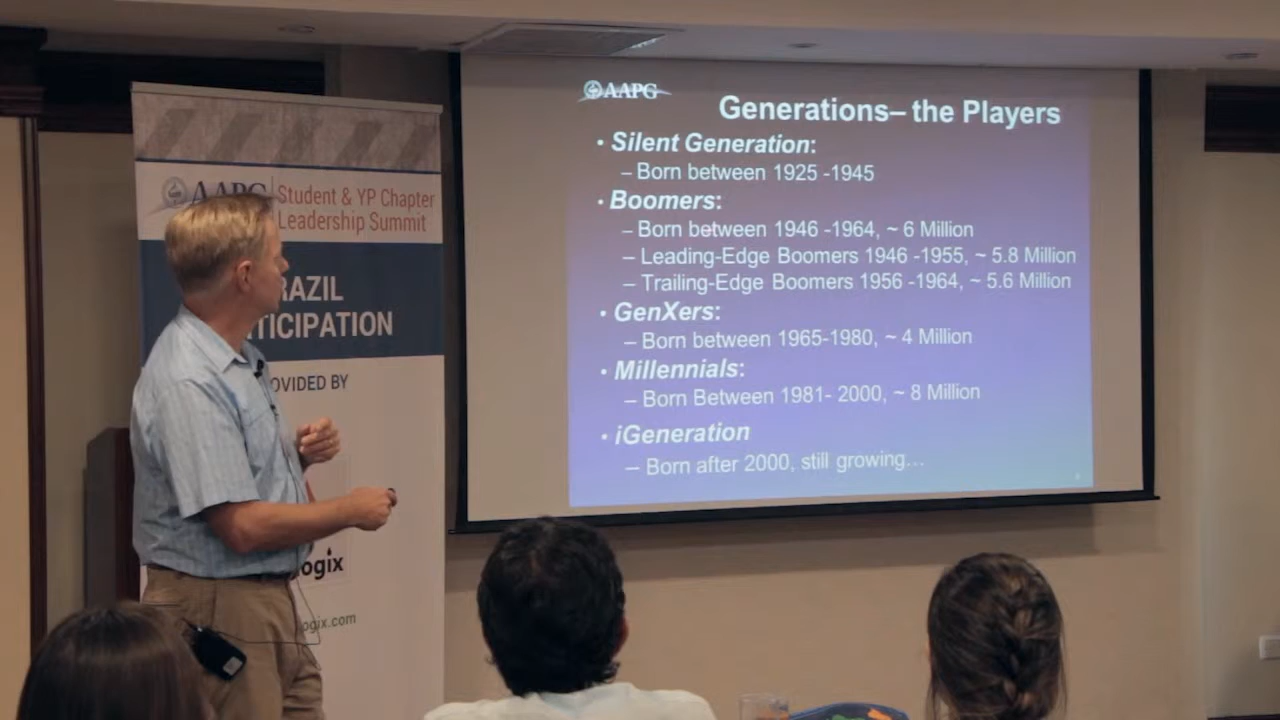 AAPG
Student & YP Chapter
Leadership Summit
AAPG
Generations– the Players
• Silent Generation:
– Born between 1925 -1945
• Boomers:
– Born between 1946 -1964, ~ 6 Million
– Leading-Edge Boomers 1946 -1955, ~ 5.8 Million
– Trailing-Edge Boomers 1956 -1964, ~ 5.6 Million
• GenXers:
– Born between 1965-1980, ~ 4 Million
• Millennials:
– Born Between 1981- 2000, ~ 8 Million
• iGeneration
– Born after 2000, still growing…
RAZIL
TICIPATION
OVIDED BY
ogix
ogix.com